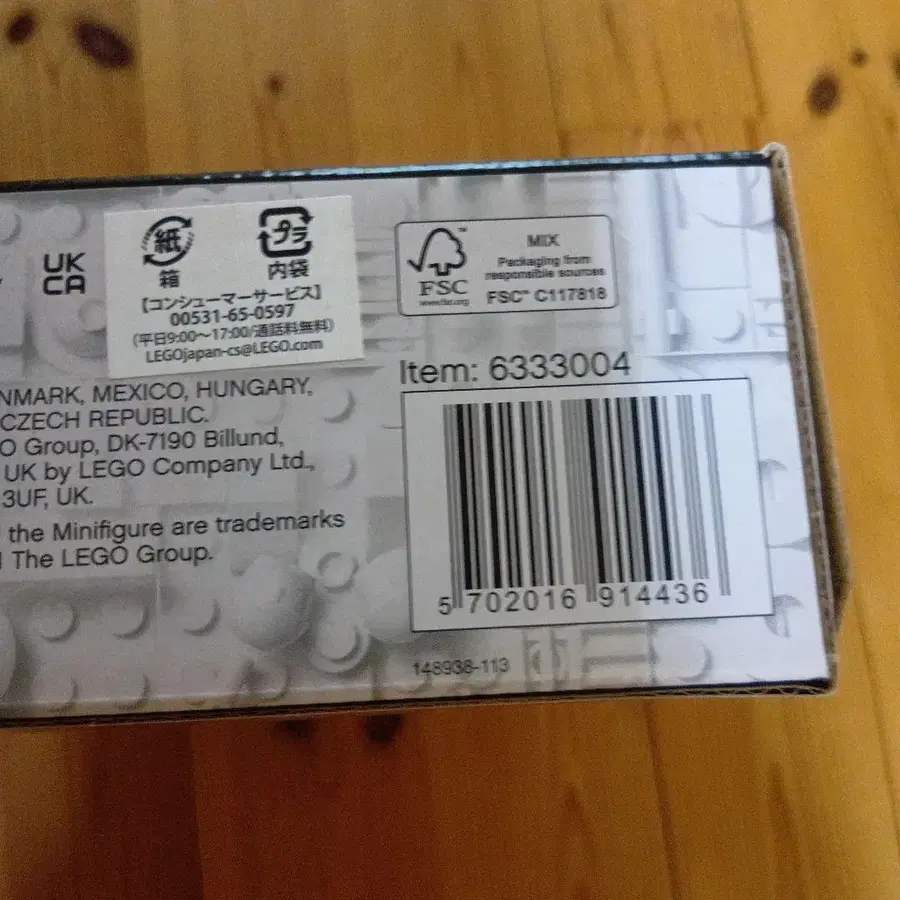 UK
CA
紙
箱
プラ
内袋
【コンシューマーサービス】
00531-65-0597
(平日9:00~17:00/通話料無料)
LEGOjapan-cs@LEGO.com
FSC
www.fsc.org
MIX
Packaging from
responsible sources
FSC™ C117818
NMARK, MEXICO, HUNGARY,
CZECH REPUBLIC.
O Group, DK-7190 Billund,
UK by LEGO Company Ltd.,
3UF, UK.
the Minifigure are trademarks
The LEGO Group.
Item: 6333004
5 702016 914436
148938-113